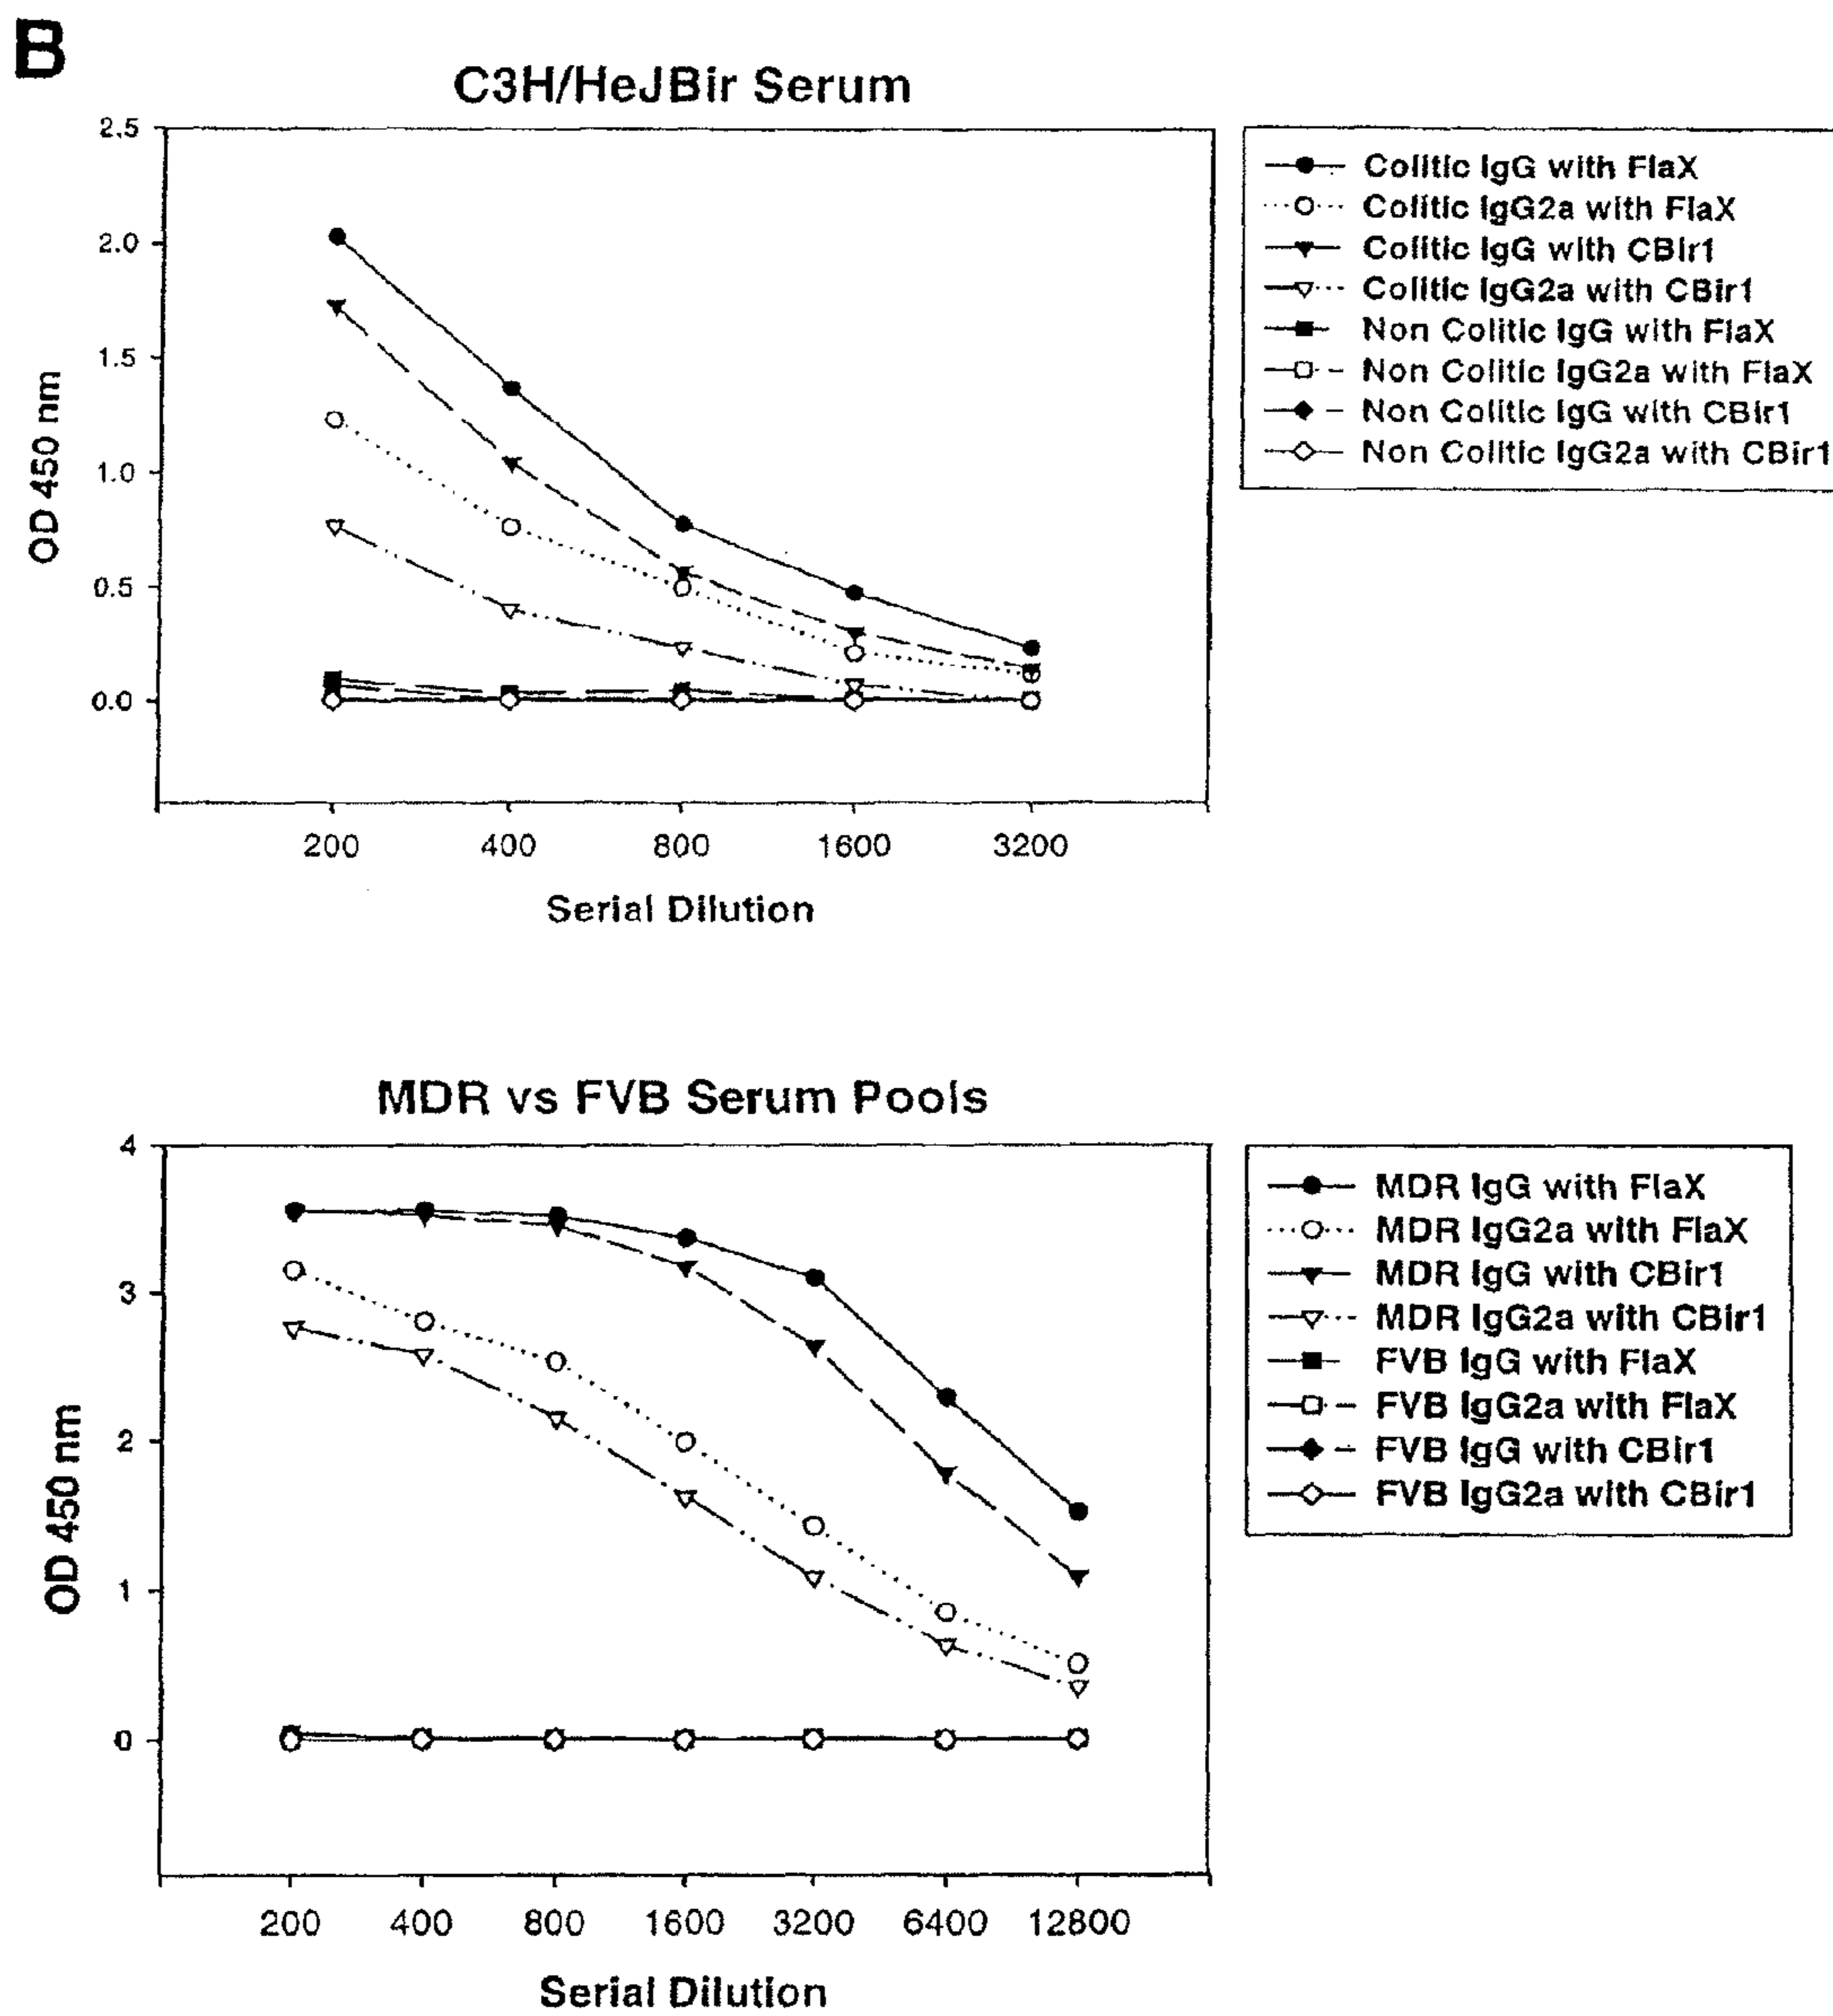 B
C3H/HeJBir Serum
2.5
2.0
1.5
1.0
0.5
0.0
OD 450 nm
200 400 800 1600 3200
Serial Dilution
Colitic IgG with FlaX
Colitic IgG2a with FlaX
Colitic IgG with CBir1
Colitic IgG2a with CBir1
Non Colitic IgG with FlaX
Non Colitic IgG2a with FlaX
Non Colitic IgG with CBir1
Non Colitic IgG2a with CBir1
MDR vs FVB Serum Pools
4
3
2
1
0
OD 450 nm
200 400 800 1600 3200 6400 12800
Serial Dilution
MDR IgG with FlaX
MDR IgG2a with FlaX
MDR IgG with CBir1
MDR IgG2a with CBir1
FVB IgG with FlaX
FVB IgG2a with FlaX
FVB IgG with CBir1
FVB IgG2a with CBir1